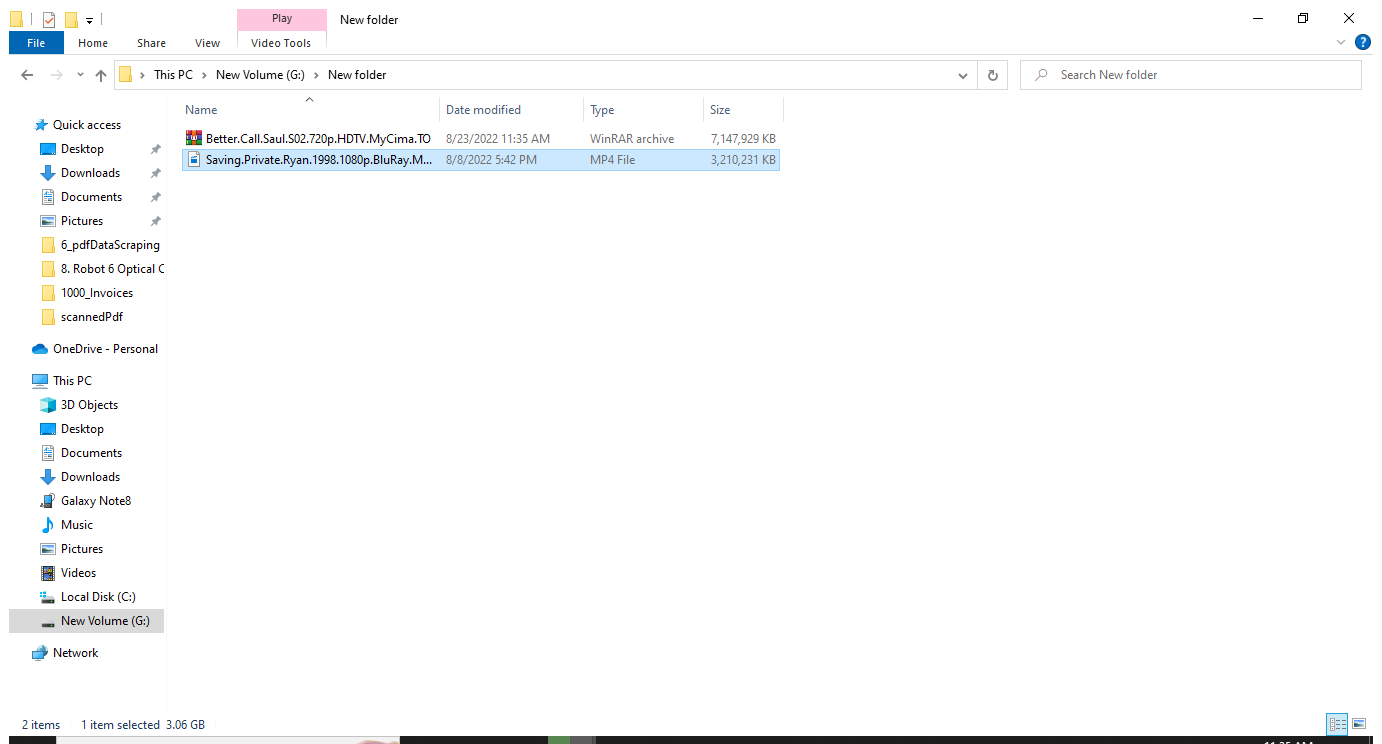 Play
New folder
File
Home
Share
View
Video Tools
This PC
New Volume (G:)
New folder
Search New folder
Name
Date modified
Type
Size
Better.Call.Saul.S02.720p.HDTV.MyCima.TO 8/23/2022 11:35 AM WinRAR archive 7,147,929 KB
Saving.Private.Ryan.1998.1080p.BluRay.M... 8/8/2022 5:42 PM MP4 File 3,210,231 KB
Quick access
Desktop
Downloads
Documents
Pictures
6_pdfDataScraping
8. Robot 6 Optical C
1000_Invoices
scannedPdf
OneDrive - Personal
This PC
3D Objects
Desktop
Documents
Downloads
Galaxy Note8
Music
Pictures
Videos
Local Disk (C:)
New Volume (G:)
Network
2 items
1 item selected 3.06 GB